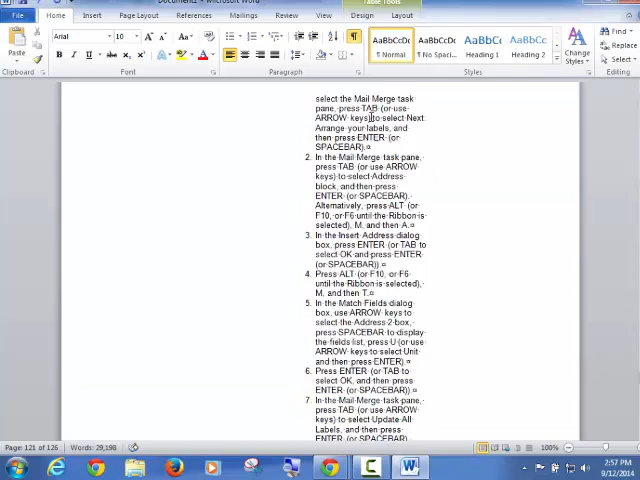 Document2 - Microsoft Word
Table Tools
File Home Insert Page Layout References Mailings Review View Design Layout
Arial 10
Paste
B I U abc
AaBbCcDc AaBbCcDc AaBbC AaBbCc
¶ Normal ¶ No Spaci... Heading 1 Heading 2
Change Styles
Find
Replace
Select
Clipboard Font Paragraph Styles Editing
select the Mail Merge task
pane, press TAB (or use
ARROW keys) to select Next
Arrange your labels, and
then press ENTER (or
SPACEBAR).¤
2. In the Mail Merge task pane,
press TAB (or use ARROW
keys) to select Address
block, and then press
ENTER (or SPACEBAR).
Alternatively, press ALT (or
F10, or F6 until the Ribbon is
selected), M, and then A.¤
3. In the Insert Address dialog
box, press ENTER (or TAB to
select OK and press ENTER
(or SPACEBAR)).¤
4. Press ALT (or F10, or F6
until the Ribbon is selected),
M, and then T.¤
5. In the Match Fields dialog
box, use ARROW keys to
select the Address 2 box,
press SPACEBAR to display
the fields list, press U (or use
ARROW keys to select Unit
and then press ENTER).¤
6. Press ENTER (or TAB to
select OK, and then press
ENTER (or SPACEBAR)).¤
7. In the Mail Merge task pane,
press TAB (or use ARROW
keys) to select Update All
Labels, and then press
ENTER (or SPACEBAR)
Page: 121 of 126 Words: 29,198 100%
2:57 PM
9/12/2014